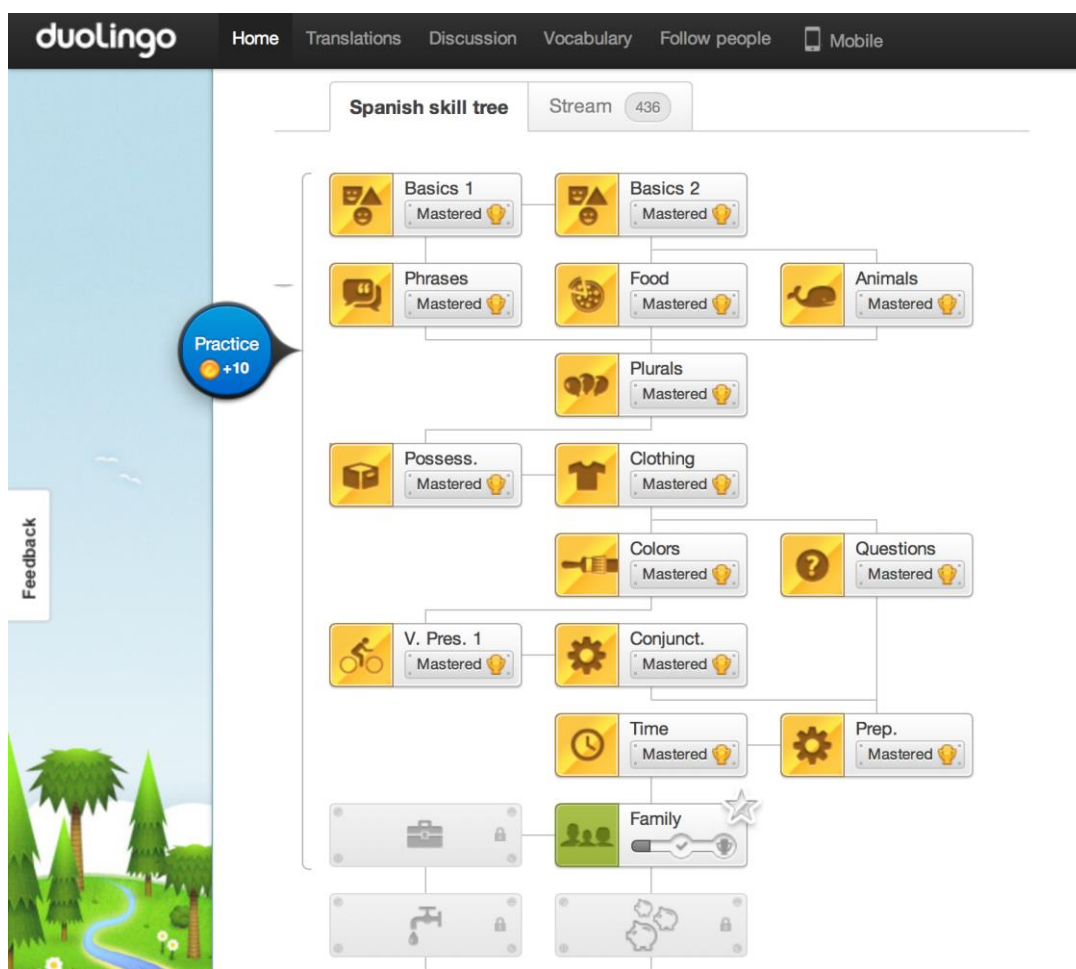 duolingo
Home Translations Discussion Vocabulary Follow people Mobile
Spanish skill tree Stream 436
Basics 1 Basics 2
Mastered Mastered
Phrases Food Animals
Mastered Mastered Mastered
Practice
+10
Plurals
Mastered
Possess. Clothing
Mastered Mastered
Feedback
Colors Questions
Mastered Mastered
V. Pres. 1 Conjunct.
Mastered Mastered
Time Prep.
Mastered Mastered
Family